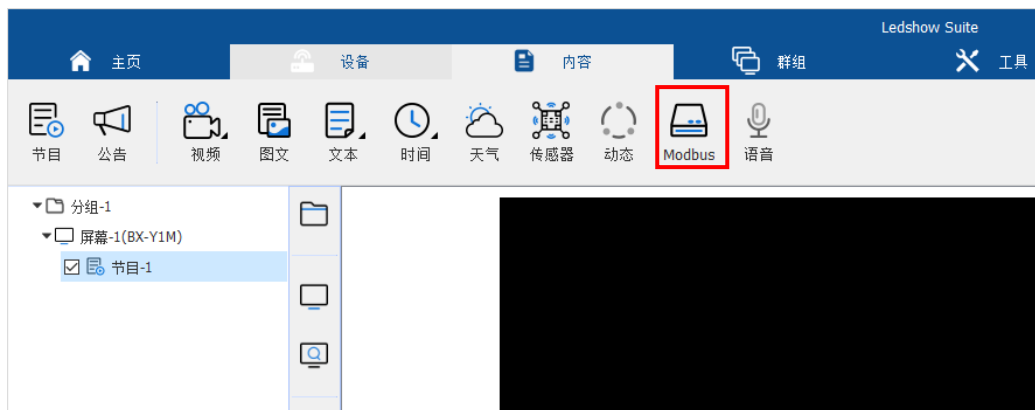 Ledshow Suite
主页 设备 内容 群组 工具
节目 公告 视频 图文 文本 时间 天气 传感器 动态 Modbus 语音
分组-1
屏幕-1(BX-Y1M)
节目-1